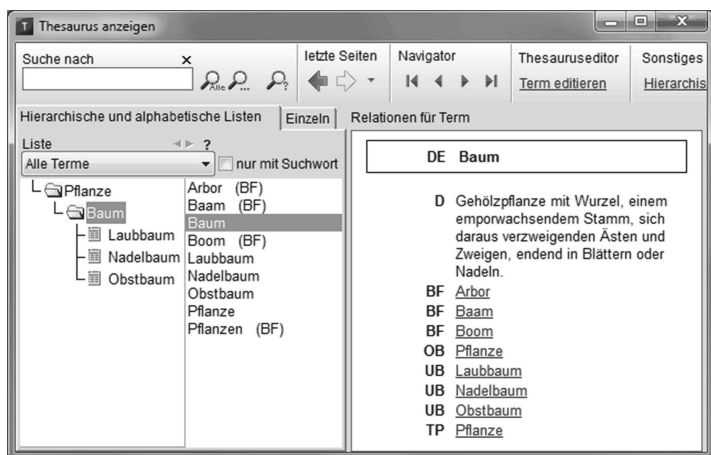 T Thesaurus anzeigen
Suche nach x
Alle ... ?
letzte Seiten
Navigator
Thesauruseditor
Term editieren
Sonstiges
Hierarchis
Hierarchische und alphabetische Listen
Einzeln
Liste ?
Alle Terme
nur mit Suchwort
Pflanze
Baum
Laubbaum
Nadelbaum
Obstbaum
Arbor (BF)
Baam (BF)
Baum
Boom (BF)
Laubbaum
Nadelbaum
Obstbaum
Pflanze
Pflanzen (BF)
Relationen für Term
DE Baum
D Gehölzpflanze mit Wurzel, einem
emporwachsendem Stamm, sich
daraus verzweigenden Ästen und
Zweigen, endend in Blättern oder
Nadeln.
BF Arbor
BF Baam
BF Boom
OB Pflanze
UB Laubbaum
UB Nadelbaum
UB Obstbaum
TP Pflanze